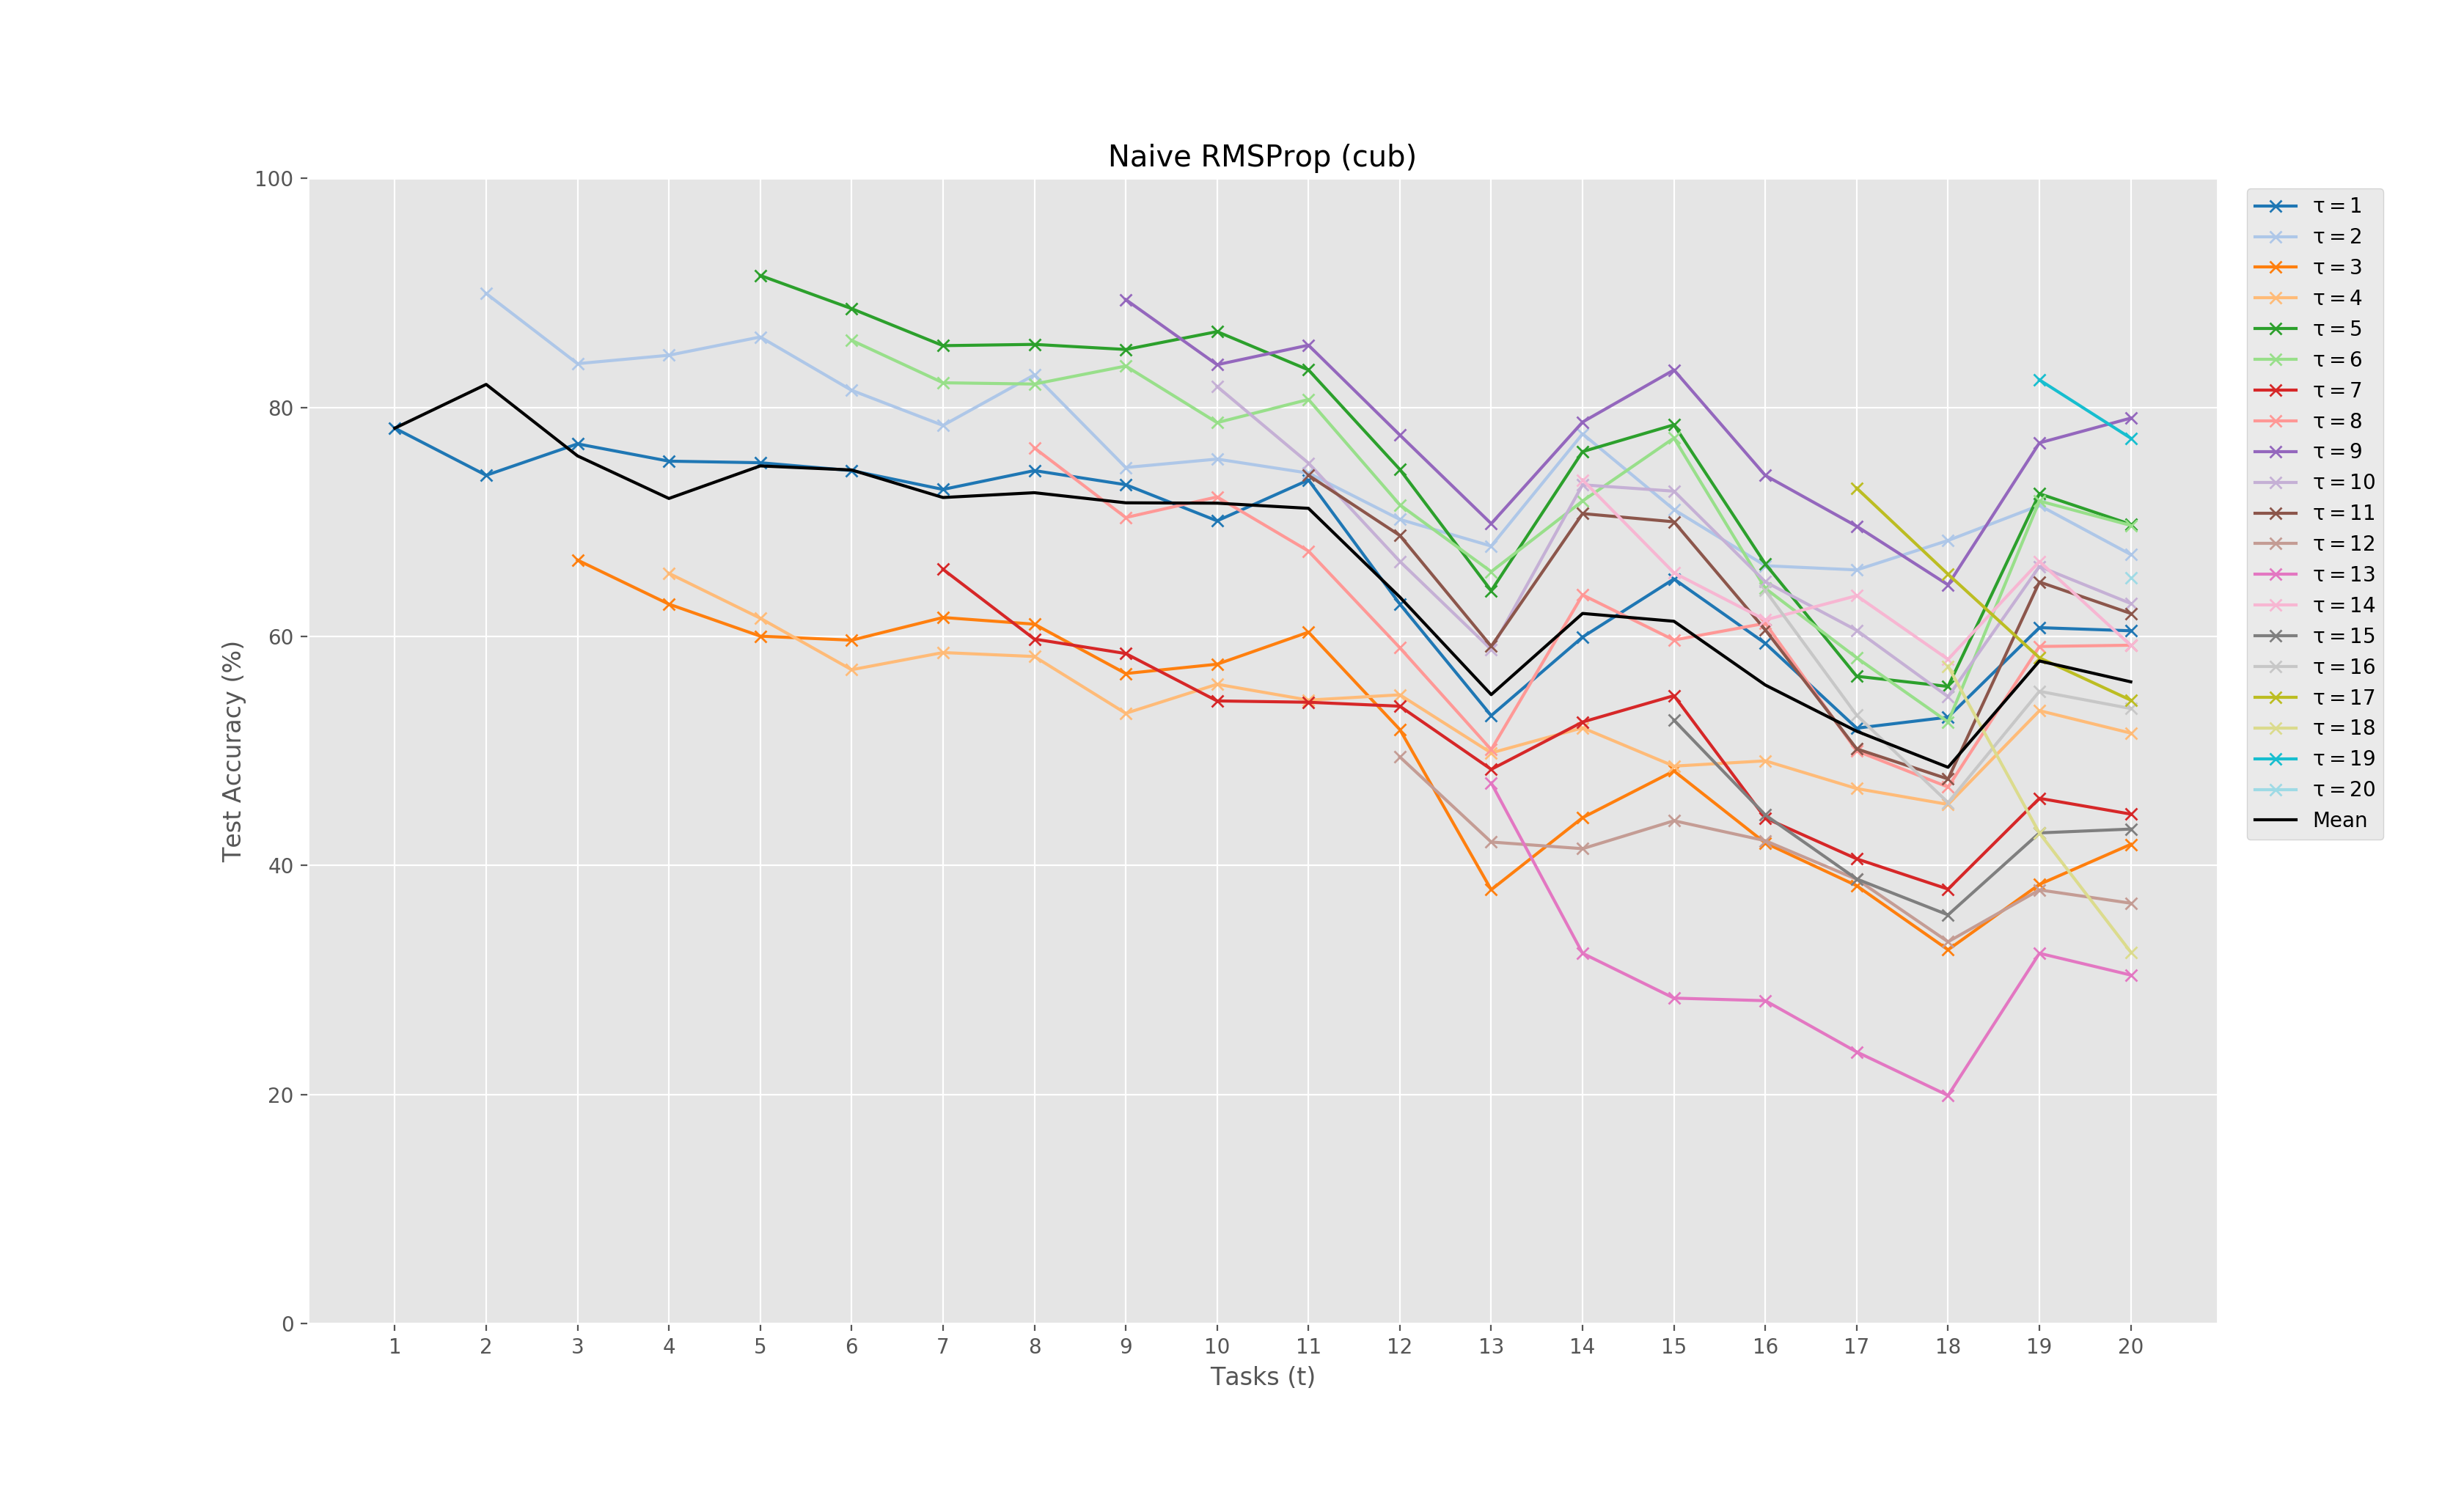 Naive RMSProp (cub)
100
80
60
40
20
0
Test Accuracy (%)
1 2 3 4 5 6 7 8 9 10 11 12 13 14 15 16 17 18 19 20
Tasks (t)
τ = 1
τ = 2
τ = 3
τ = 4
τ = 5
τ = 6
τ = 7
τ = 8
τ = 9
τ = 10
τ = 11
τ = 12
τ = 13
τ = 14
τ = 15
τ = 16
τ = 17
τ = 18
τ = 19
τ = 20
Mean